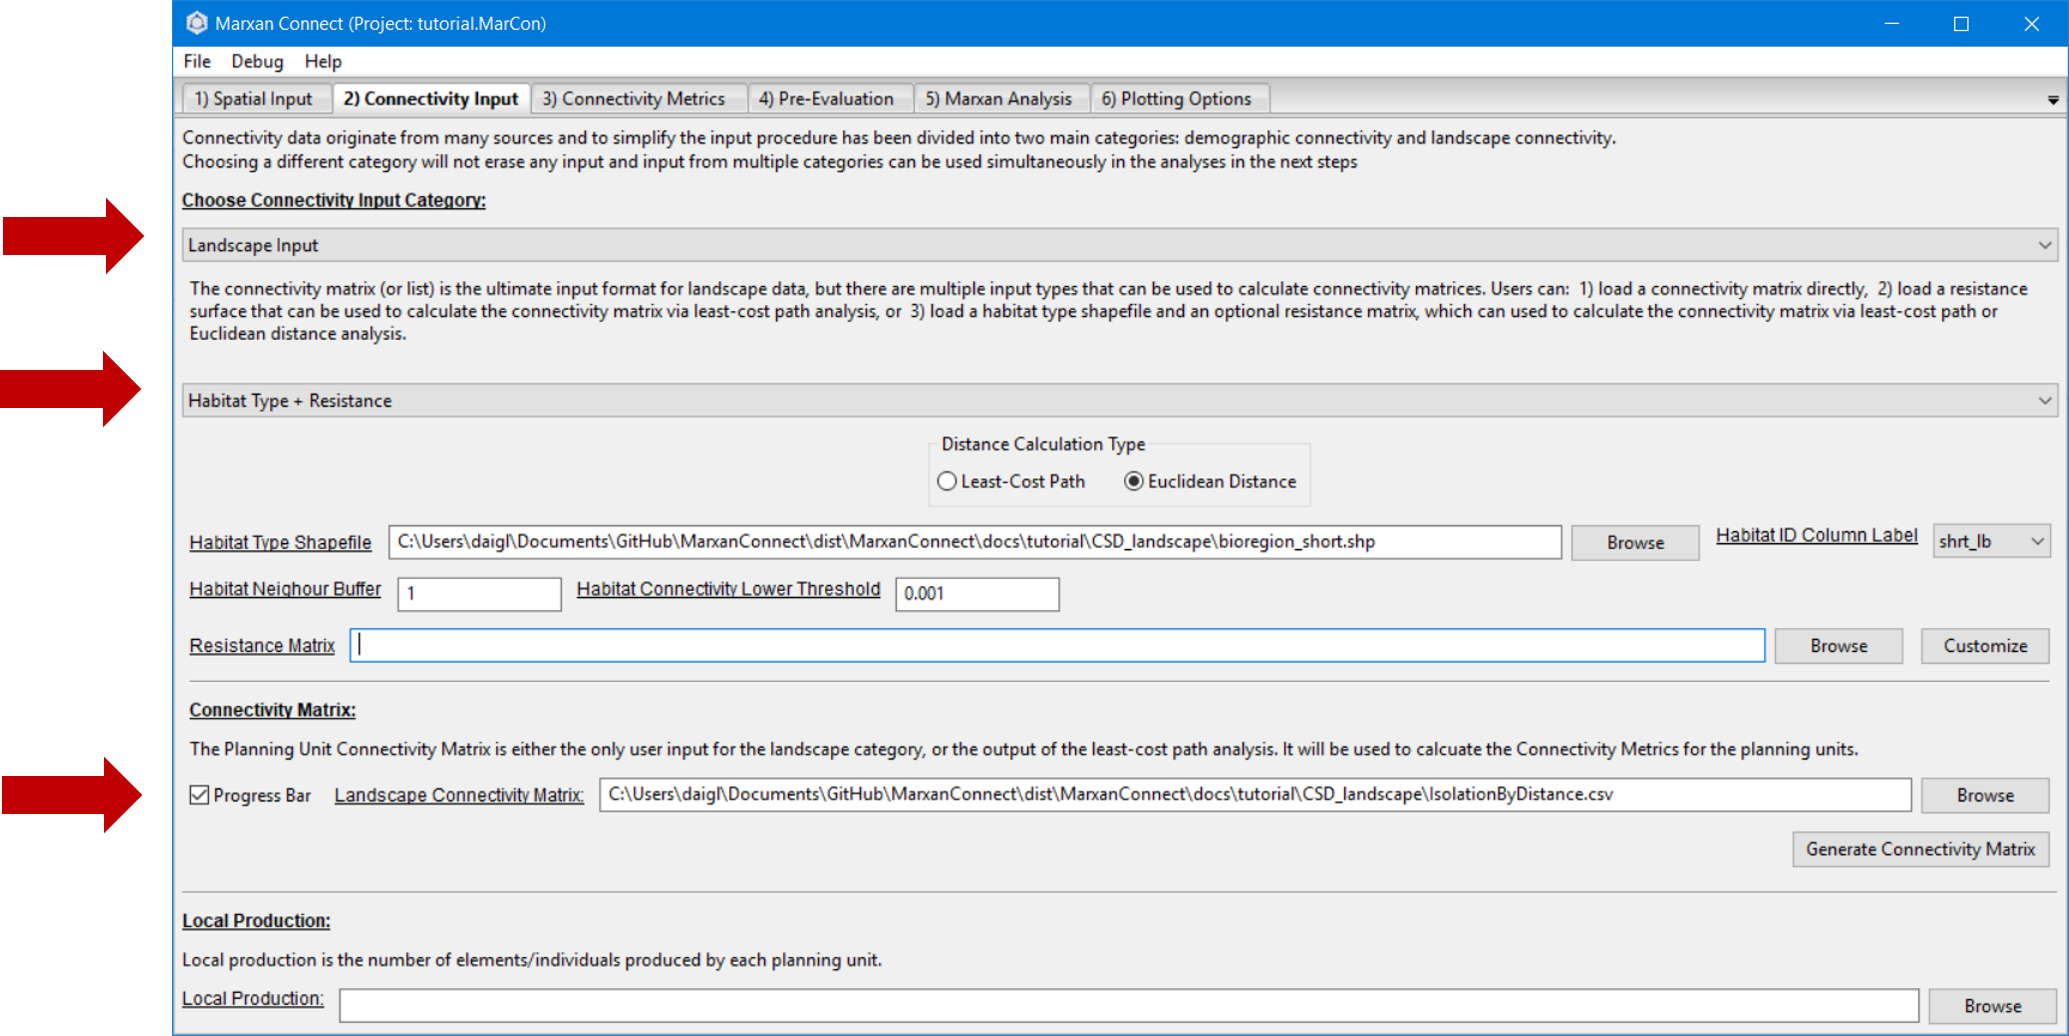 Marxan Connect (Project: tutorial.MarCon)
File Debug Help
1) Spatial Input 2) Connectivity Input 3) Connectivity Metrics 4) Pre-Evaluation 5) Marxan Analysis 6) Plotting Options
Connectivity data originate from many sources and to simplify the input procedure has been divided into two main categories: demographic connectivity and landscape connectivity.
Choosing a different category will not erase any input and input from multiple categories can be used simultaneously in the analyses in the next steps
Choose Connectivity Input Category:
Landscape Input
The connectivity matrix (or list) is the ultimate input format for landscape data, but there are multiple input types that can be used to calculate connectivity matrices. Users can: 1) load a connectivity matrix directly, 2) load a resistance
surface that can be used to calculate the connectivity matrix via least-cost path analysis, or 3) load a habitat type shapefile and an optional resistance matrix, which can used to calculate the connectivity matrix via least-cost path or
Euclidean distance analysis.
Habitat Type + Resistance
Distance Calculation Type
Least-Cost Path Euclidean Distance
Habitat Type Shapefile C:\Users\daigl\Documents\GitHub\MarxanConnect\dist\MarxanConnect\docs\tutorial\CSD_landscape\bioregion_short.shp Browse Habitat ID Column Label shrt_lb
Habitat Neighour Buffer 1 Habitat Connectivity Lower Threshold 0.001
Resistance Matrix Browse Customize
Connectivity Matrix:
The Planning Unit Connectivity Matrix is either the only user input for the landscape category, or the output of the least-cost path analysis. It will be used to calcuate the Connectivity Metrics for the planning units.
Progress Bar Landscape Connectivity Matrix: C:\Users\daigl\Documents\GitHub\MarxanConnect\dist\MarxanConnect\docs\tutorial\CSD_landscape\IsolationByDistance.csv Browse
Generate Connectivity Matrix
Local Production:
Local production is the number of elements/individuals produced by each planning unit.
Local Production: Browse